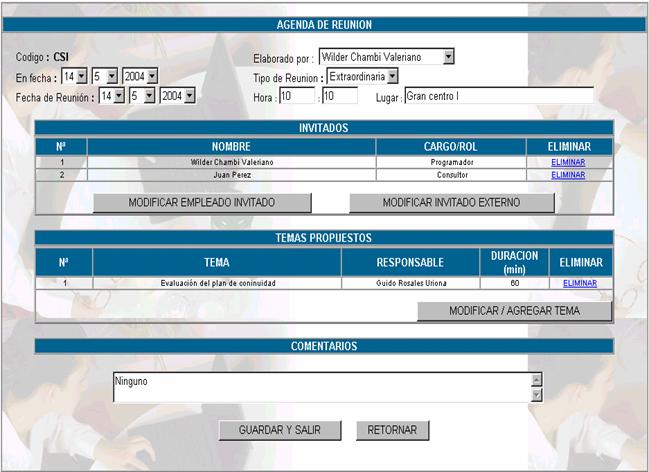 AGENDA DE REUNION
Codigo : CSI Elaborado por : Wilder Chambi Valeriano
En fecha : 14 5 2004 Tipo de Reunion : Extraordinaria
Fecha de Reunión : 14 5 2004 Hora : 10 : 10 Lugar : Gran centro I
INVITADOS
Nº NOMBRE CARGO/ROL ELIMINAR
1 Wilder Chambi Valeriano Programador ELIMINAR
2 Juan Perez Consultor ELIMINAR
MODIFICAR EMPLEADO INVITADO MODIFICAR INVITADO EXTERNO
TEMAS PROPUESTOS
Nº TEMA RESPONSABLE DURACION (min) ELIMINAR
1 Evaluación del plan de coninuidad Guido Rosales Uriona 60 ELIMINAR
MODIFICAR / AGREGAR TEMA
COMENTARIOS
Ninguno
GUARDAR Y SALIR RETORNAR